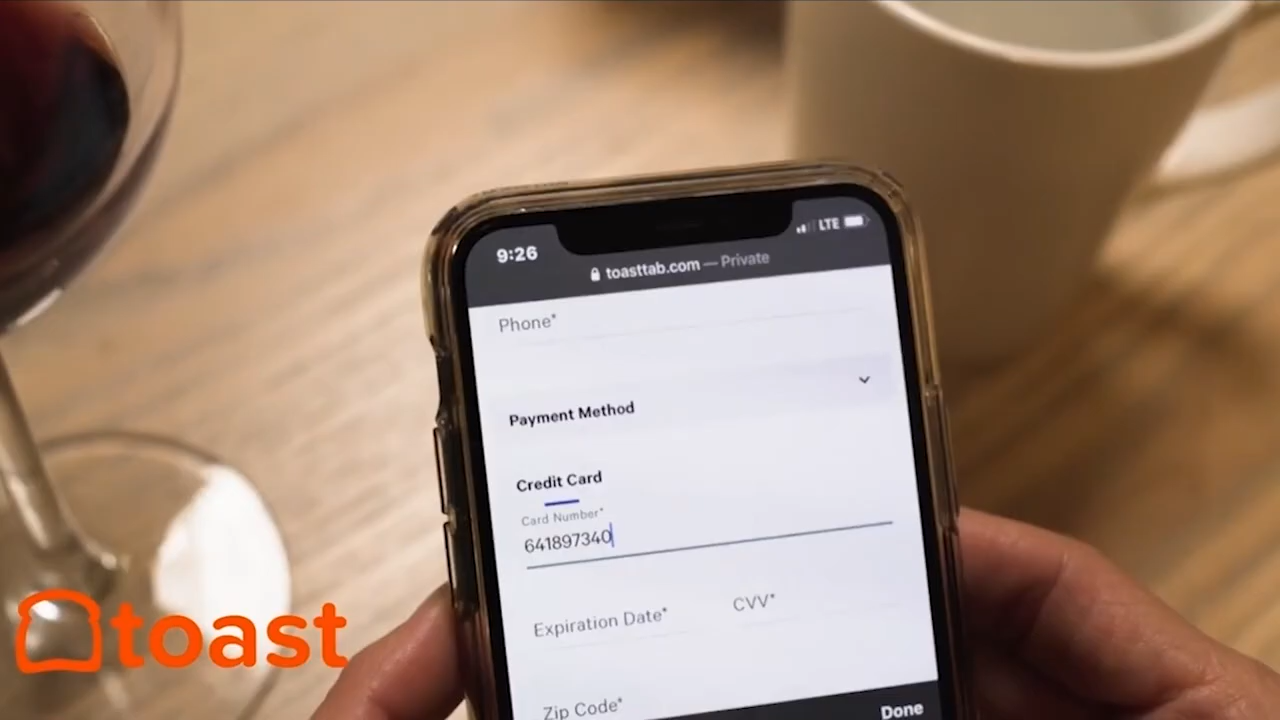 9:26
LTE
toasttab.com — Private
Phone*
Payment Method
Credit Card
Card Number*
641897340
Expiration Date*
CVV*
Zip Code*
Done
toast